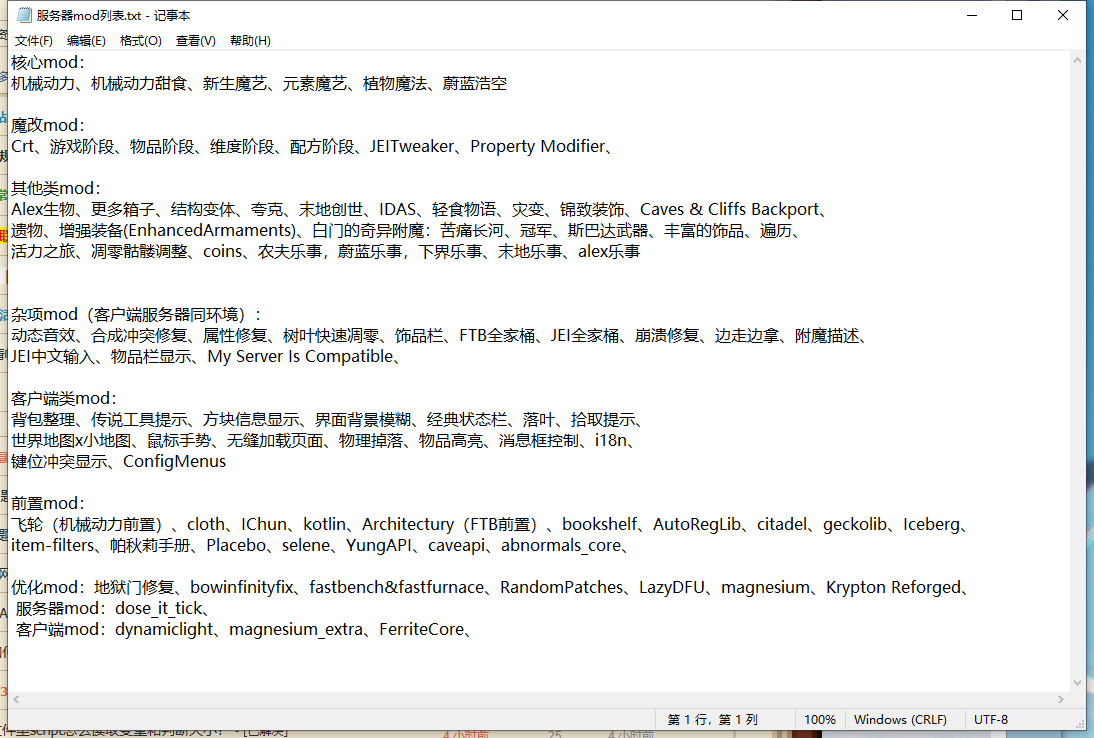 服务器mod列表.txt - 记事本
文件(F) 编辑(E) 格式(O) 查看(V) 帮助(H)
核心mod：
机械动力、机械动力甜食、新生魔艺、元素魔艺、植物魔法、蔚蓝浩空
魔改mod：
Crt、游戏阶段、物品阶段、维度阶段、配方阶段、JEITweaker、Property Modifier、
其他类mod：
Alex生物、更多箱子、结构变体、夸克、末地创世、IDAS、轻食物语、灾变、锦致装饰、Caves & Cliffs Backport、
遗物、增强装备(EnhancedArmaments)、白门的奇异附魔：苦痛长河、冠军、斯巴达武器、丰富的饰品、遍历、
活力之旅、凋零骷髅调整、coins、农夫乐事，蔚蓝乐事，下界乐事、末地乐事、alex乐事
杂项mod（客户端服务器同环境）：
动态音效、合成冲突修复、属性修复、树叶快速凋零、饰品栏、FTB全家桶、JEI全家桶、崩溃修复、边走边拿、附魔描述、
JEI中文输入、物品栏显示、My Server Is Compatible、
客户端类mod：
背包整理、传说工具提示、方块信息显示、界面背景模糊、经典状态栏、落叶、拾取提示、
世界地图x小地图、鼠标手势、无缝加载页面、物理掉落、物品高亮、消息框控制、i18n、
键位冲突显示、ConfigMenus
前置mod：
飞轮（机械动力前置）、cloth、IChun、kotlin、Architectury（FTB前置）、bookshelf、AutoRegLib、citadel、geckolib、Iceberg、
item-filters、帕秋莉手册、Placebo、selene、YungAPI、caveapi、abnormals_core、
优化mod：地狱门修复、bowinfinityfix、fastbench&fastfurnace、RandomPatches、LazyDFU、magnesium、Krypton Reforged、
服务器mod：dose_it_tick、
客户端mod：dynamiclight、magnesium_extra、FerriteCore、
第 1 行，第 1 列 100% Windows (CRLF) UTF-8